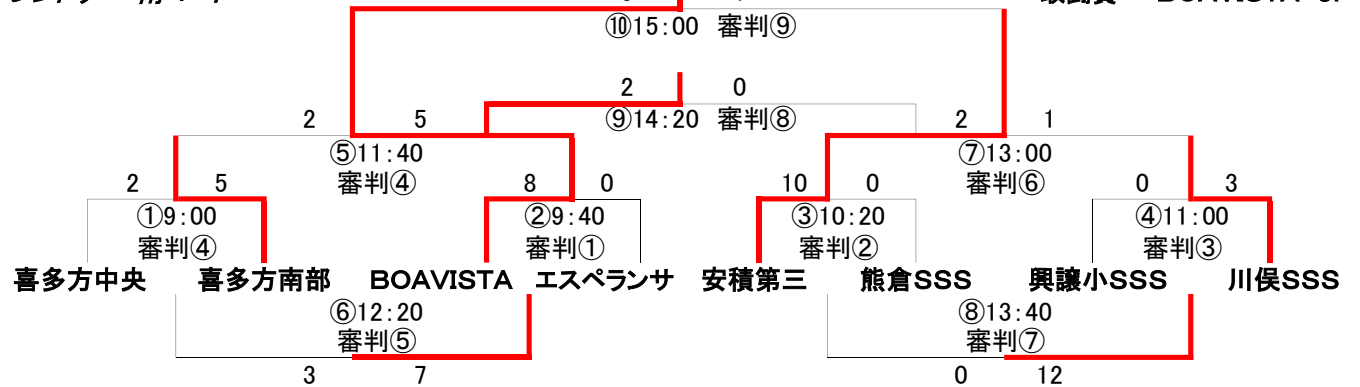 ⑩15:00 審判⑨
2 0
2 5 ⑨14:20 審判⑧ 2 1
⑤11:40 ⑦13:00
2 5 審判④ 8 0 10 0 審判⑥ 0 3
①9:00 ②9:40 ③10:20 ④11:00
審判④ 審判① 審判② 審判③
喜多方中央 喜多方南部 BOAVISTA エスペランサ 安積第三 熊倉SSS 興譲小SSS 川俣SSS
⑥12:20 ⑧13:40
審判⑤ 審判⑦
3 7 0 12